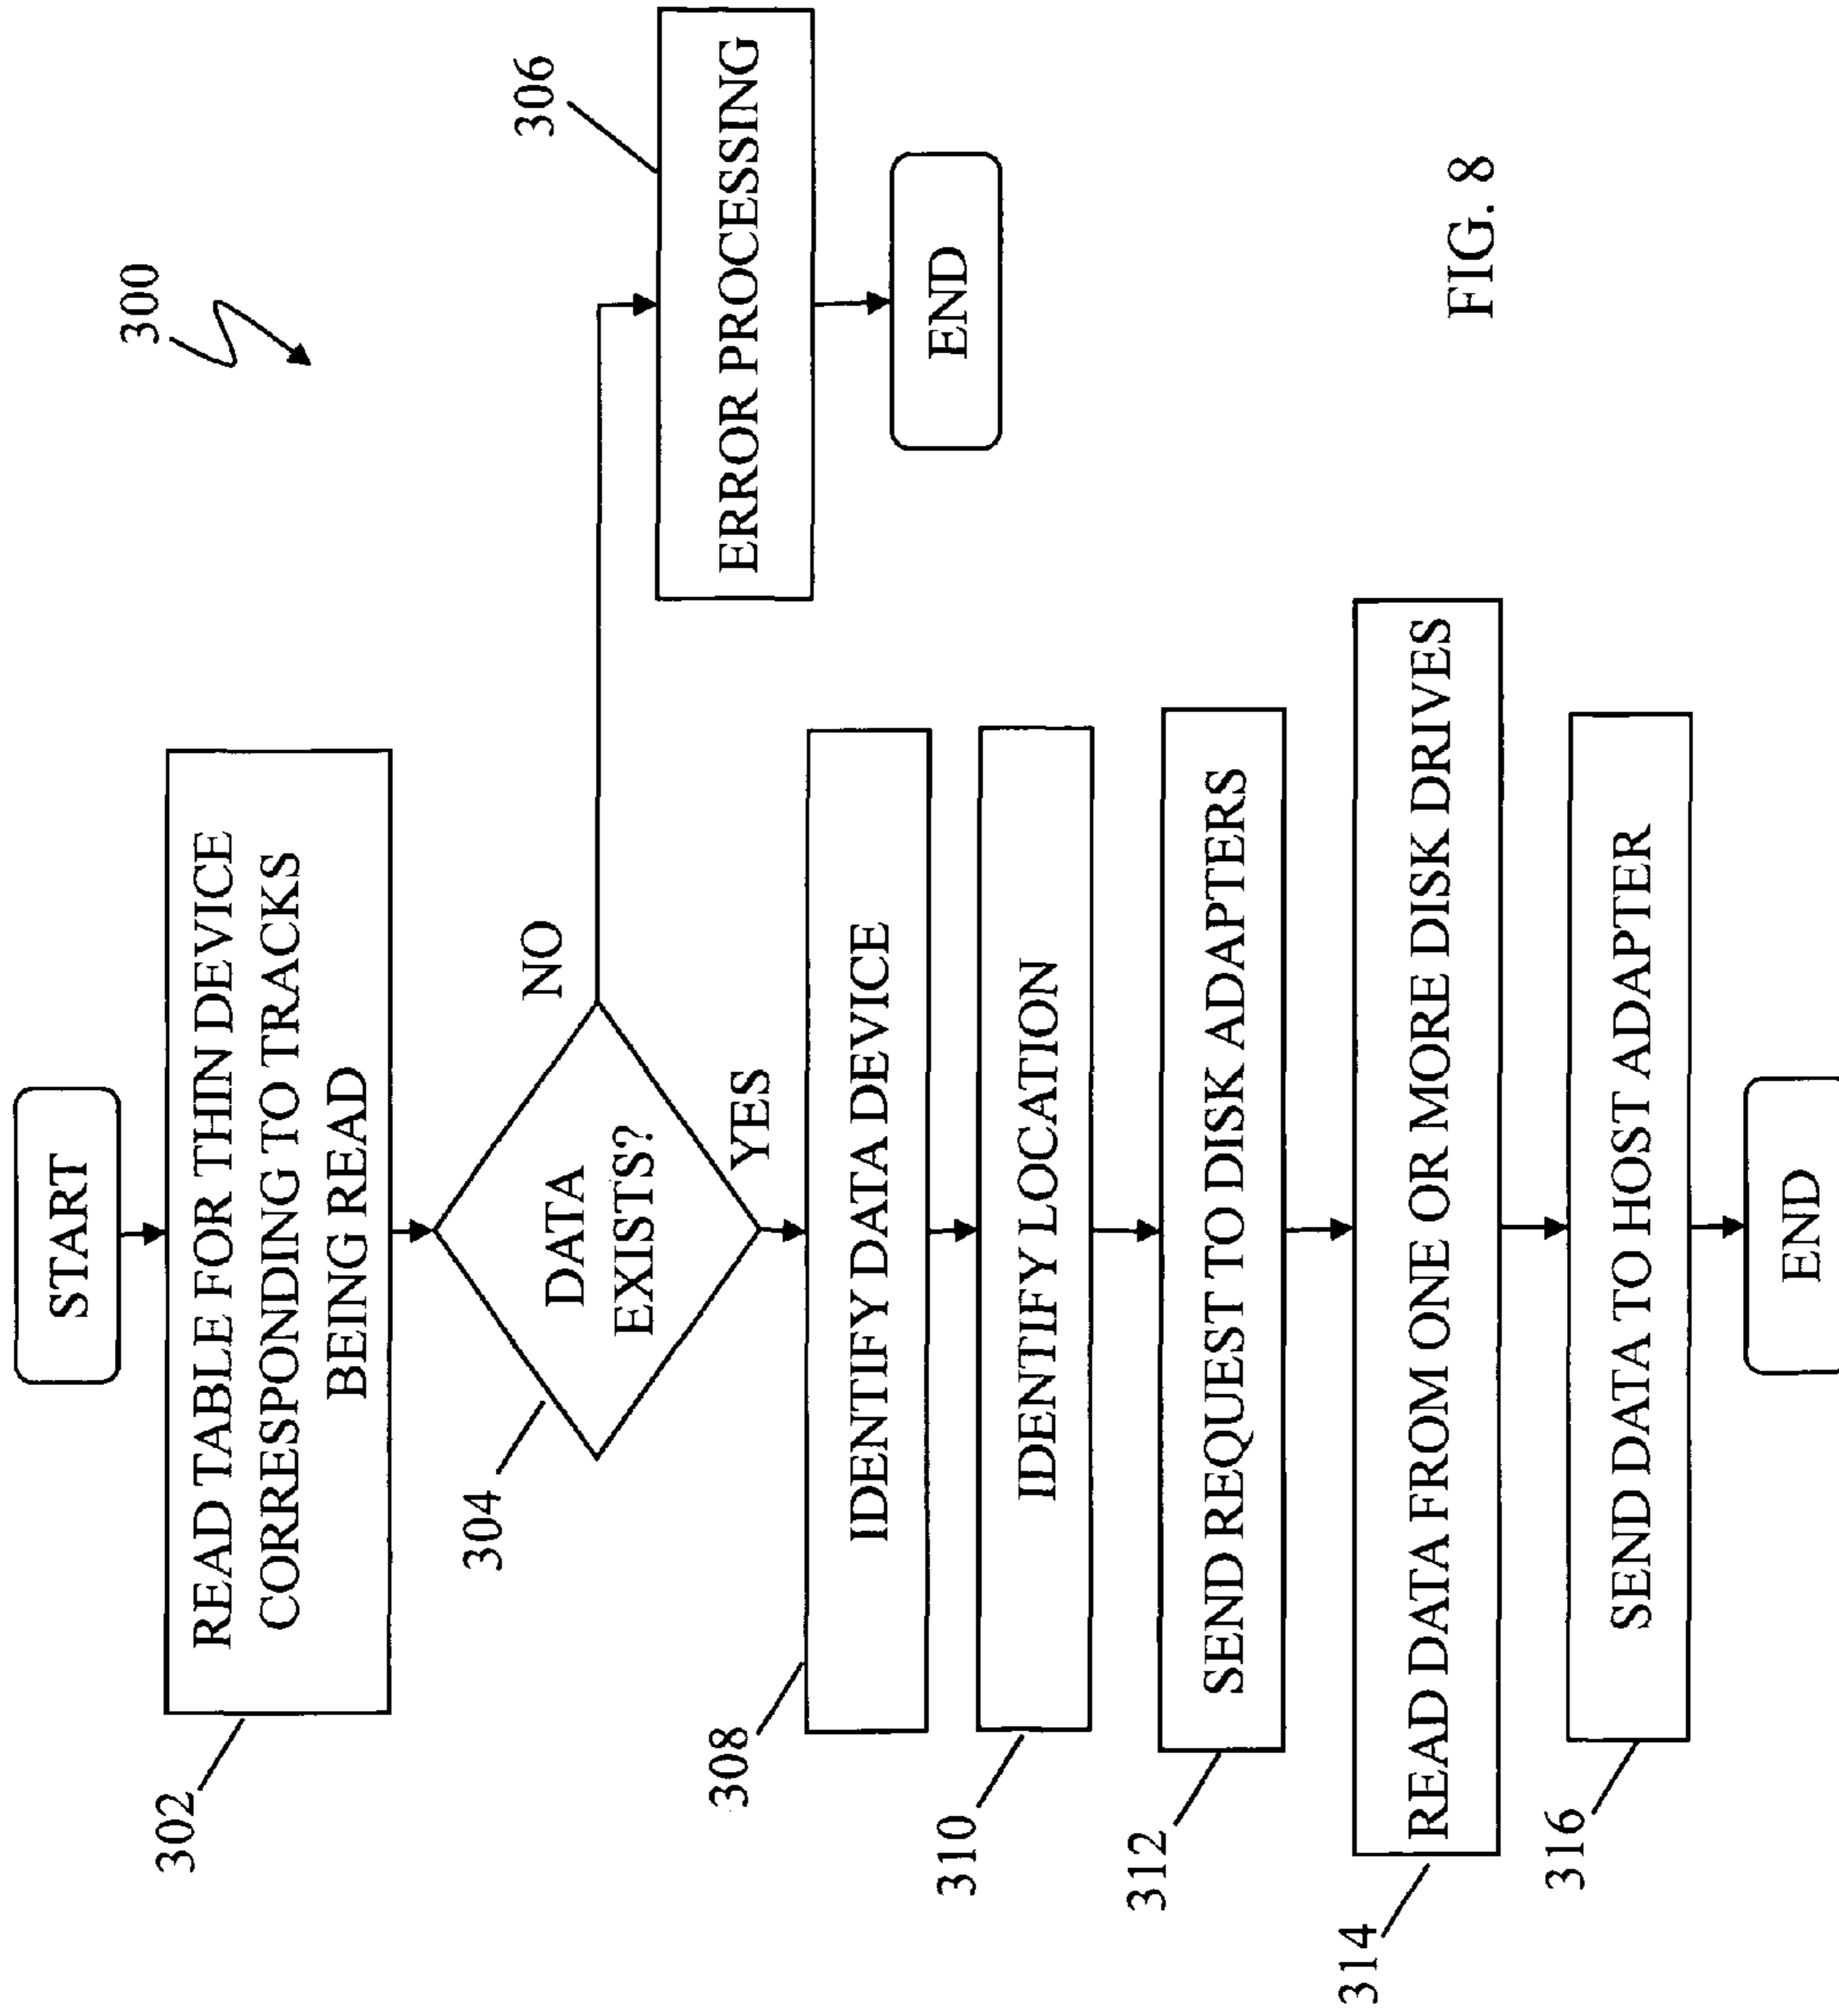 300
START
302
READ TABLE FOR THIN DEVICE
CORRESPONDING TO TRACKS
BEING READ
304
DATA
EXISTS?
NO
YES
306
ERROR PROCESSING
END
308
IDENTIFY DATA DEVICE
310
IDENTIFY LOCATION
312
SEND REQUEST TO DISK ADAPTERS
314
READ DATA FROM ONE OR MORE DISK DRIVES
316
SEND DATA TO HOST ADAPTER
END
FIG. 8